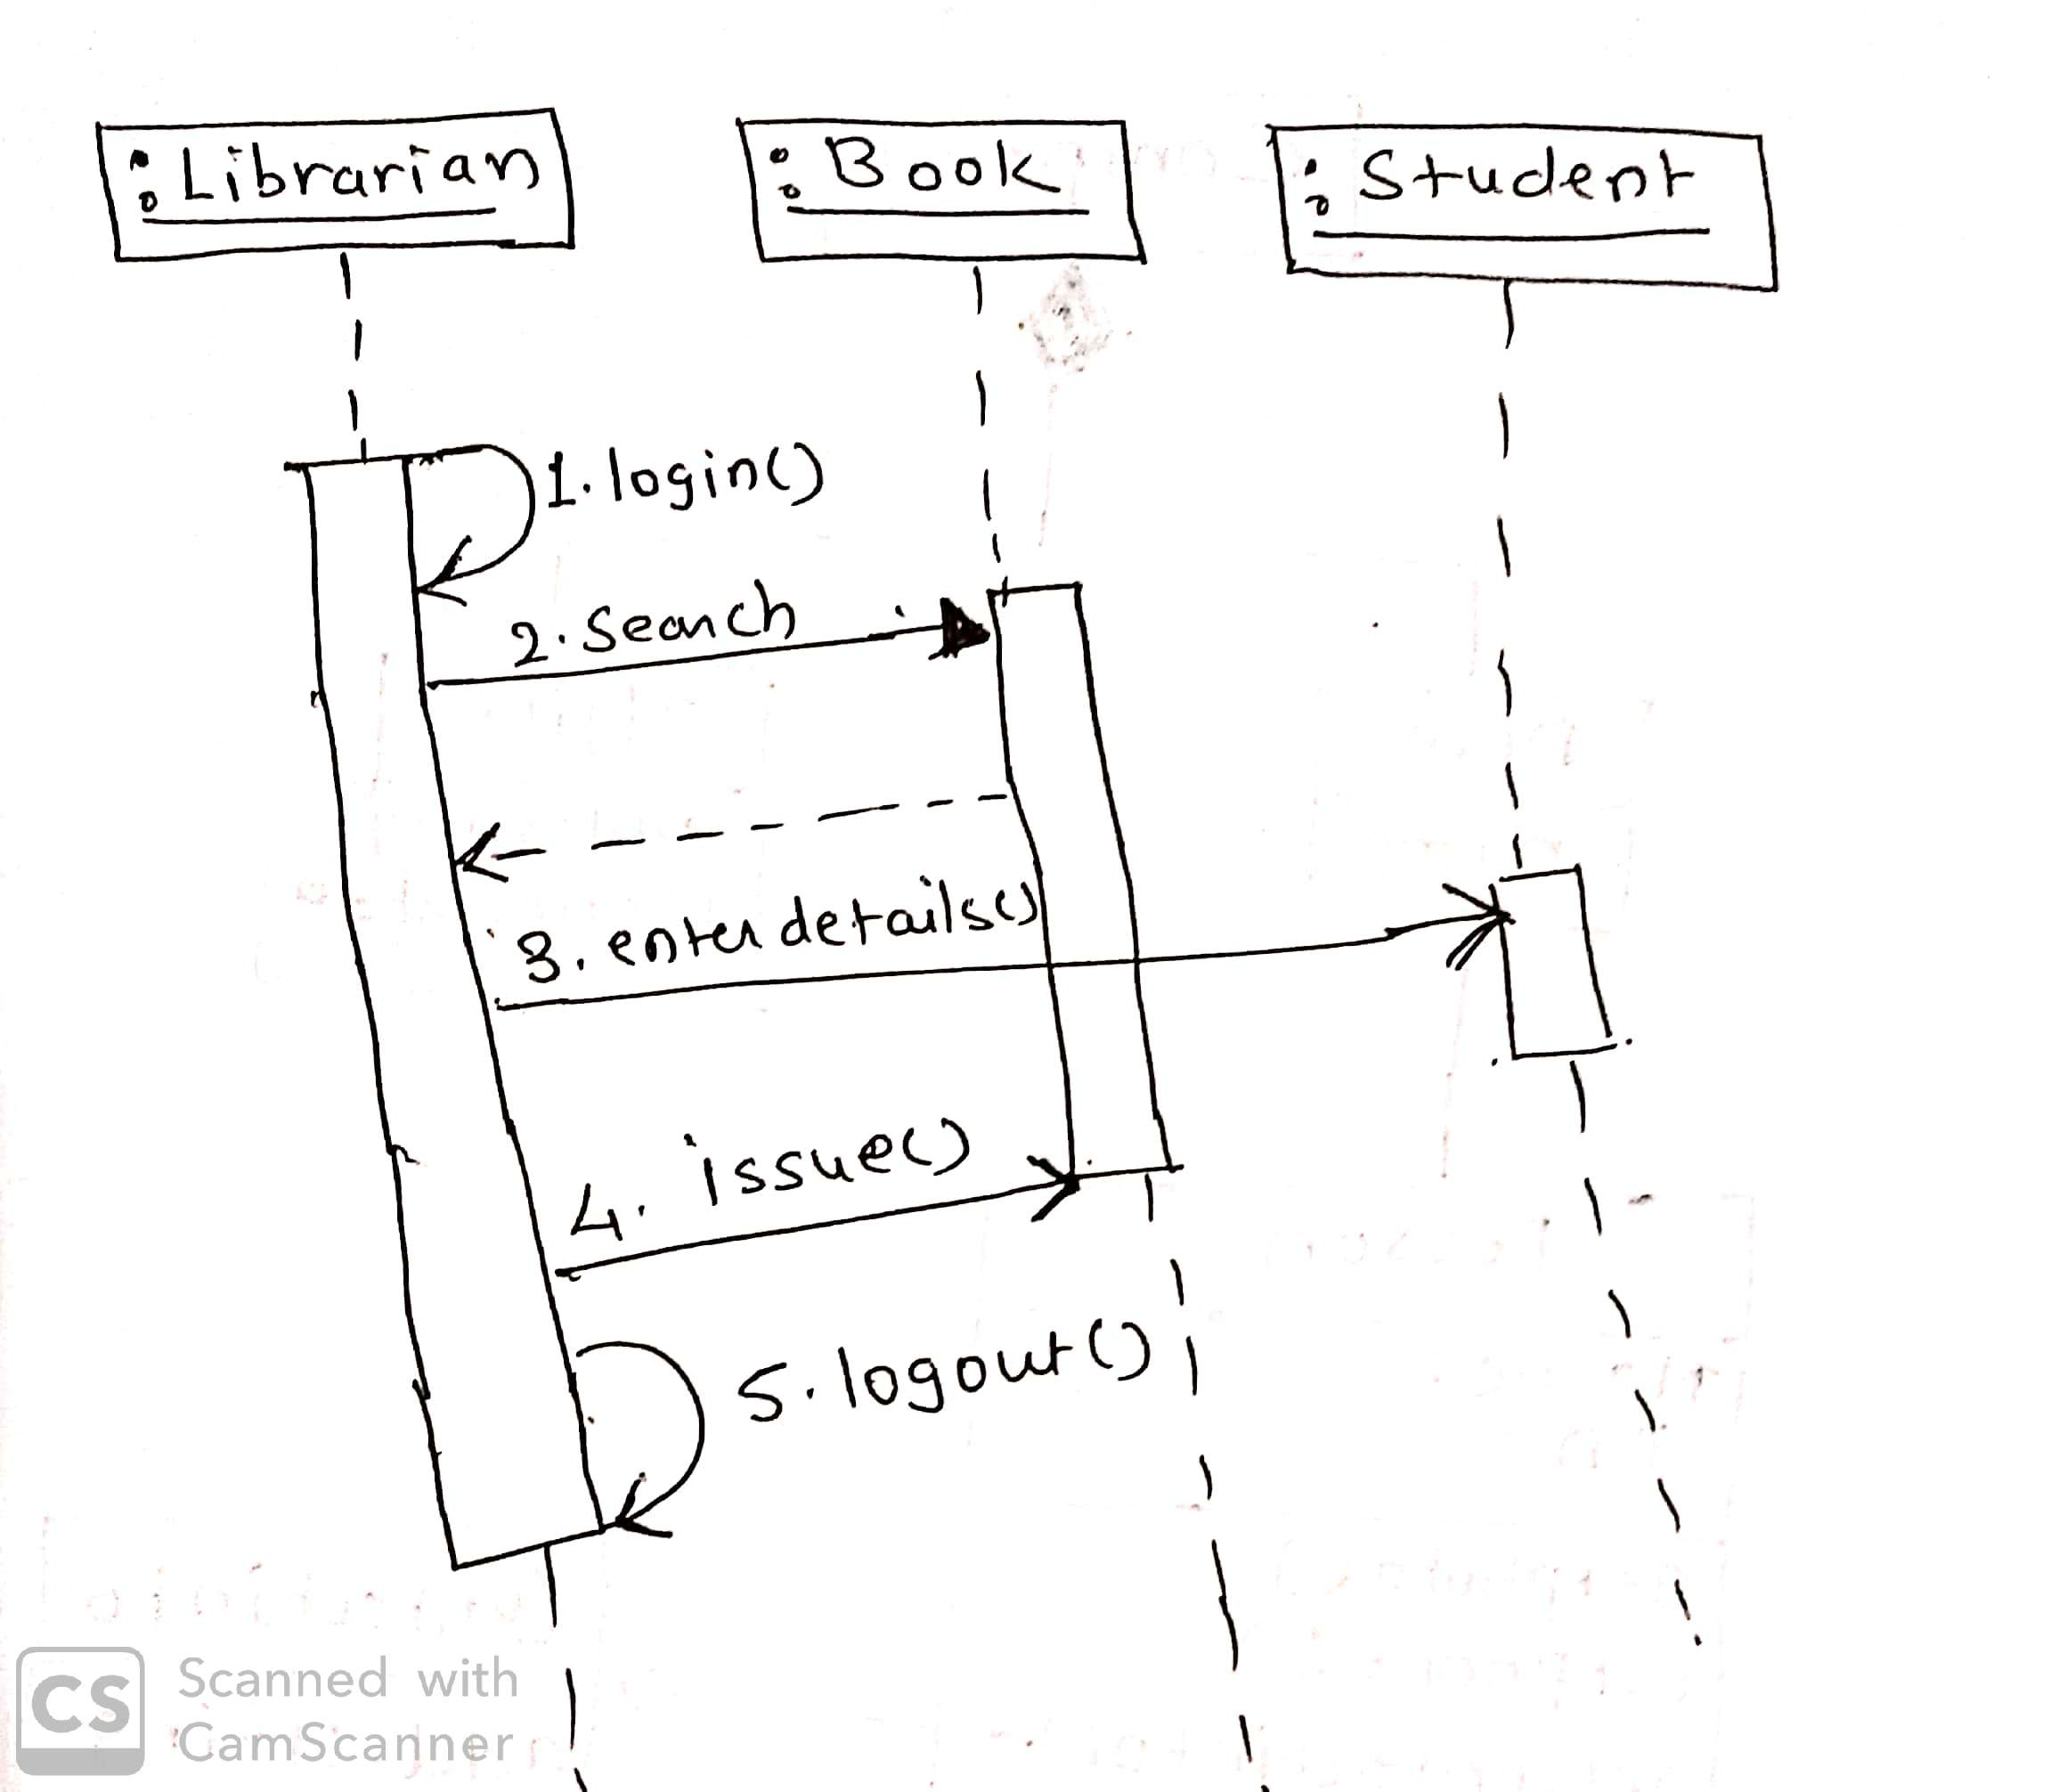 : Librarian
: Book
: Student
1. login()
2. search
3. enter details()
4. issue()
5. logout()
CS
Scanned with
CamScanner